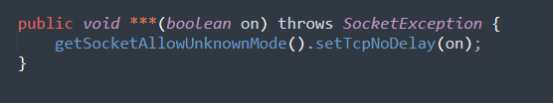 public void ***(boolean on) throws SocketException {
    getSocketAllowUnknownMode().setTcpNoDelay(on);
}